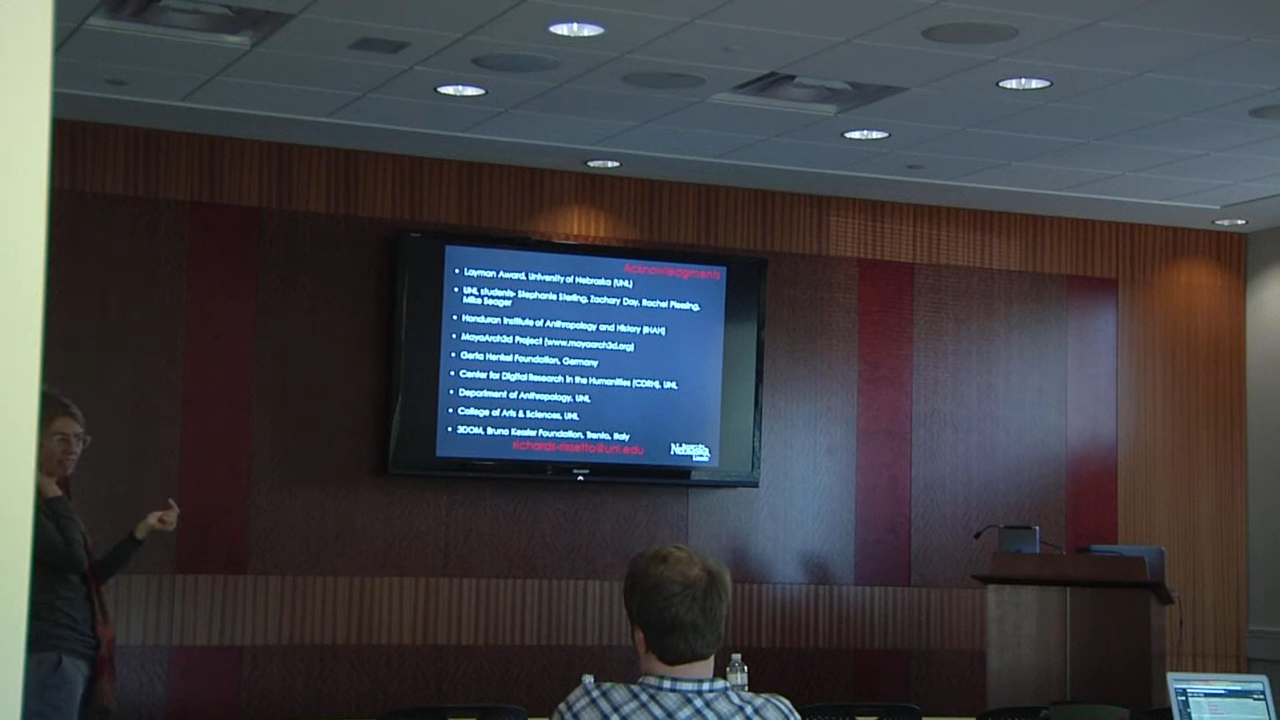 Acknowledgments
• Layman Award, University of Nebraska (UNL)
• UNL students- Stephanie Sterling, Zachary Day, Rachel Plessing,
Mike Seager
• Honduran Institute of Anthropology and History (IHAH)
• MayaArch3d Project (www.mayaarch3d.org)
• Gerta Henkel Foundation, Germany
• Center for Digital Research in the Humanities (CDRH), UNL
• Department of Anthropology, UNL
• College of Arts & Sciences, UNL
• 3DOM, Bruno Kessler Foundation, Trento, Italy
richards-rissetto@unl.edu
Nebraska
Lincoln
SHARP